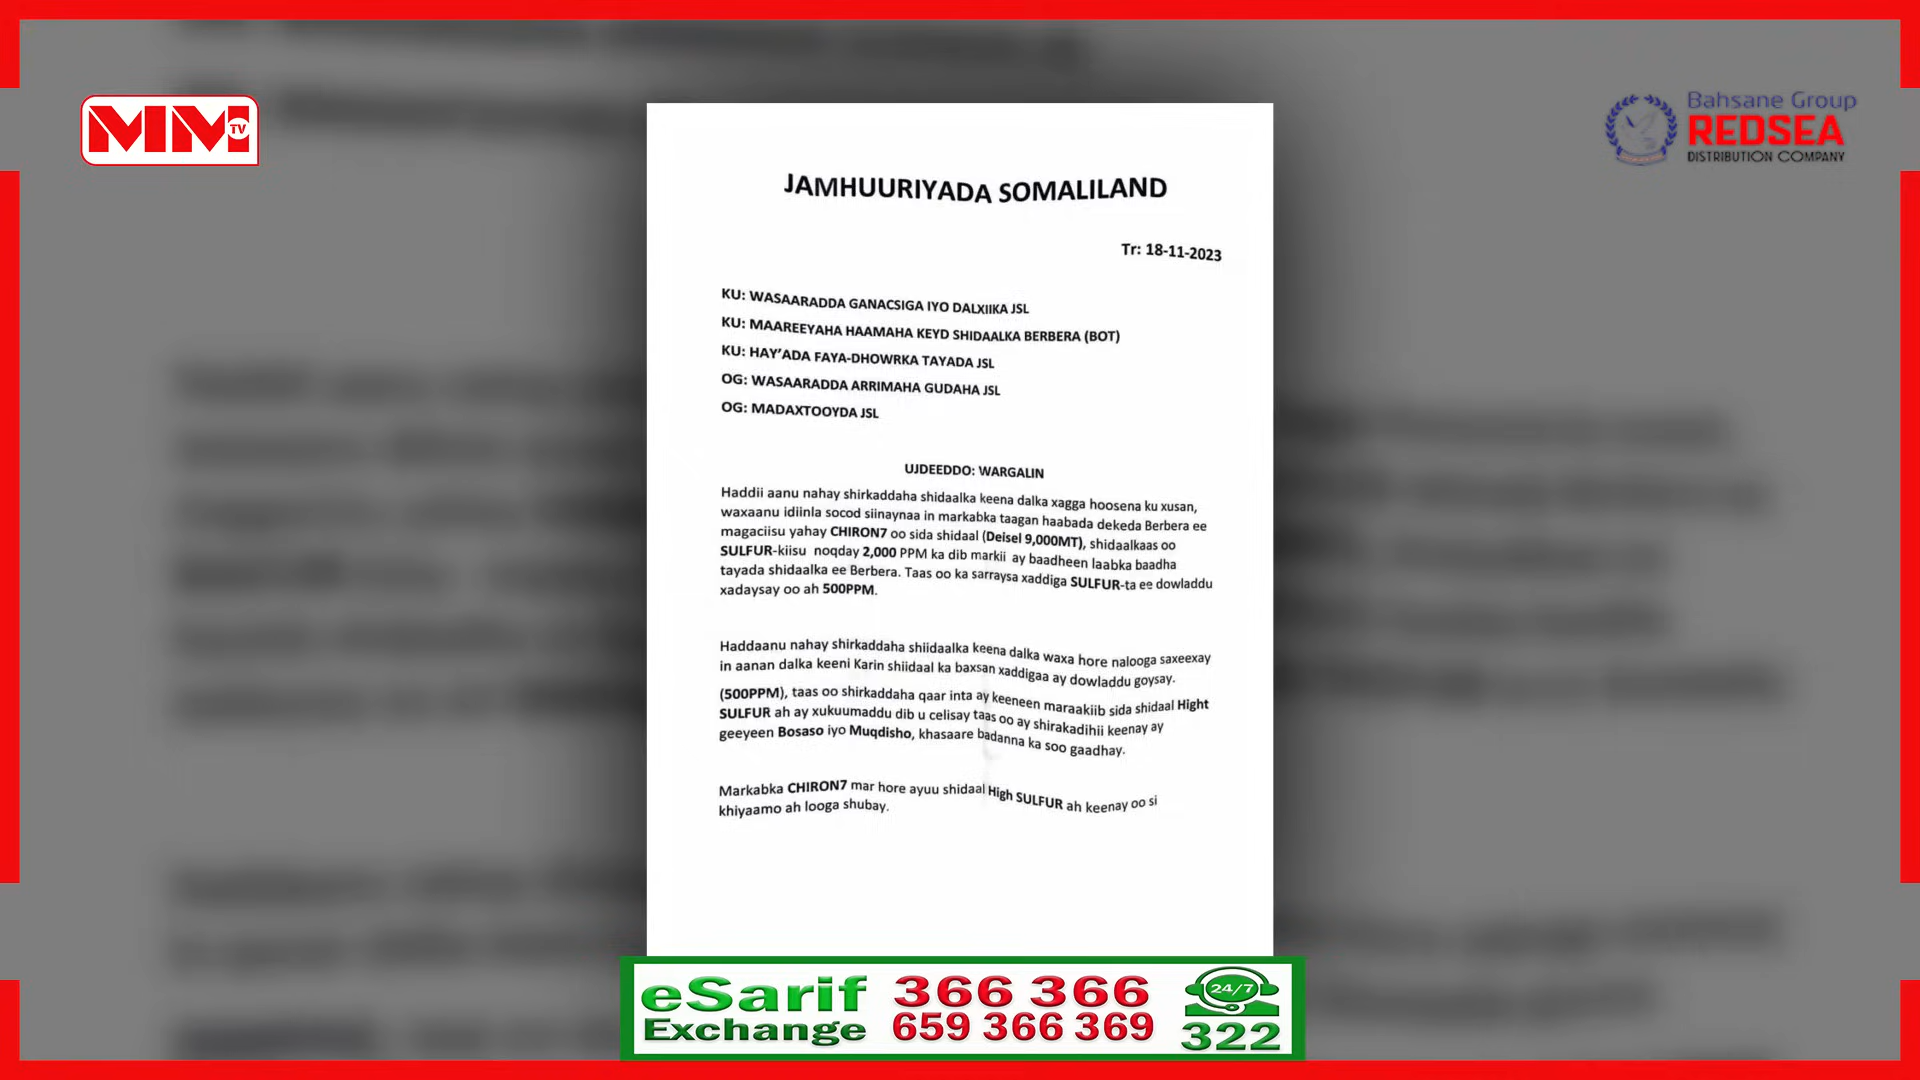 MM TV
Bahsane Group
REDSEA
DISTRIBUTION COMPANY
JAMHUURIYADA SOMALILAND
Tr: 18-11-2023
KU: WASAARADDA GANACSIGA IYO DALXIIKA JSL
KU: MAAREEYAHA HAAMAHA KEYD SHIDAALKA BERBERA (BOT)
KU: HAY'ADA FAYA-DHOWRKA TAYADA JSL
OG: WASAARADDA ARRIMAHA GUDAHA JSL
OG: MADAXTOOYDA JSL
UJDEEDDO: WARGALIN
Haddii aanu nahay shirkaddaha shidaalka keena dalka xagga hoosena ku xusan,
waxaanu idiinla socod siinaynaa in markabka taagan haabada dekeda Berbera ee
magaciisu yahay CHIRON7 oo sida shidaal (Deisel 9,000MT), shidaalkaas oo
SULFUR-kiisu noqday 2,000 PPM ka dib markii ay baadheen laabka baadha
tayada shidaalka ee Berbera. Taas oo ka sarraysa xaddiga SULFUR-ta ee dowladdu
xadaysay oo ah 500PPM.
Haddaanu nahay shirkaddaha shiidaalka keena dalka waxa hore nalooga saxeexay
in aanan dalka keeni Karin shiidaal ka baxsan xaddigaa ay dowladdu goysay.
(500PPM), taas oo shirkaddaha qaar inta ay keeneen maraakiib sida shidaal Hight
SULFUR ah ay xukuumaddu dib u celisay taas oo ay shirakadihii keenay ay
geeyeen Bosaso iyo Muqdisho, khasaare badanna ka soo gaadhay.
Markabka CHIRON7 mar hore ayuu shidaal High SULFUR ah keenay oo si
khiyaamo ah looga shubay.
eSarif 366 366 24/7
Exchange 659 366 369 322